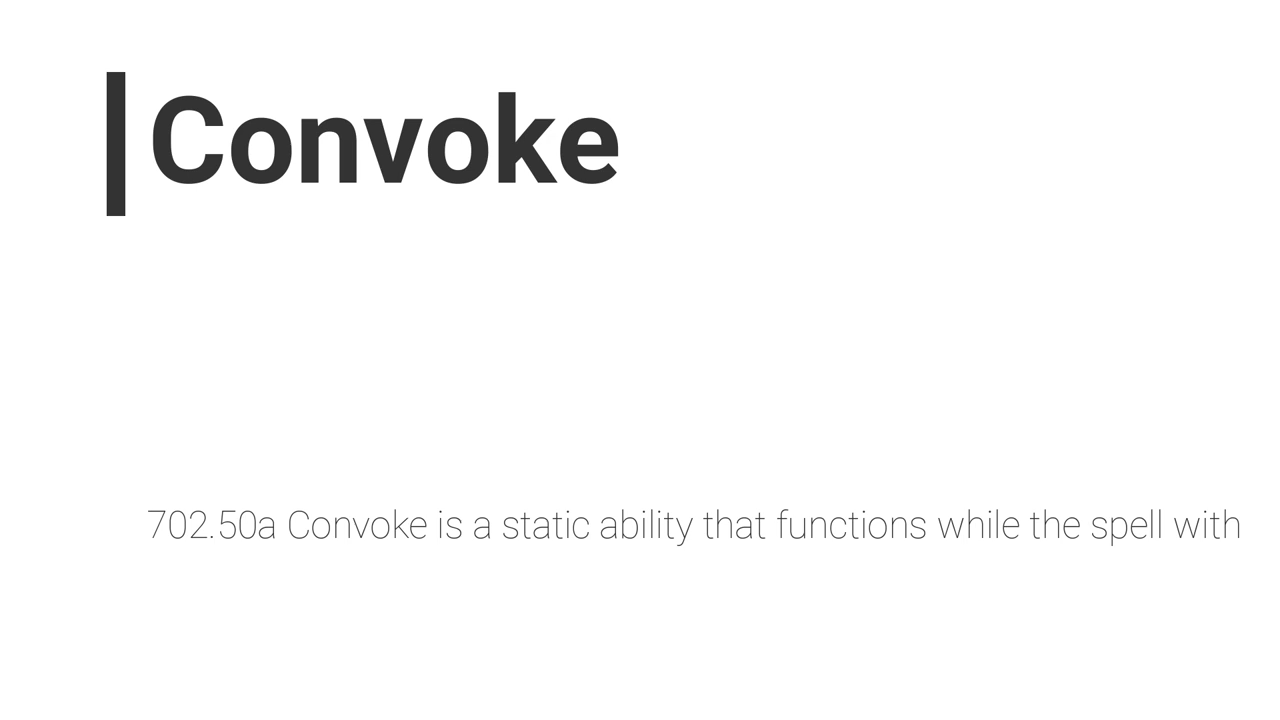 Convoke
702.50a Convoke is a static ability that functions while the spell with